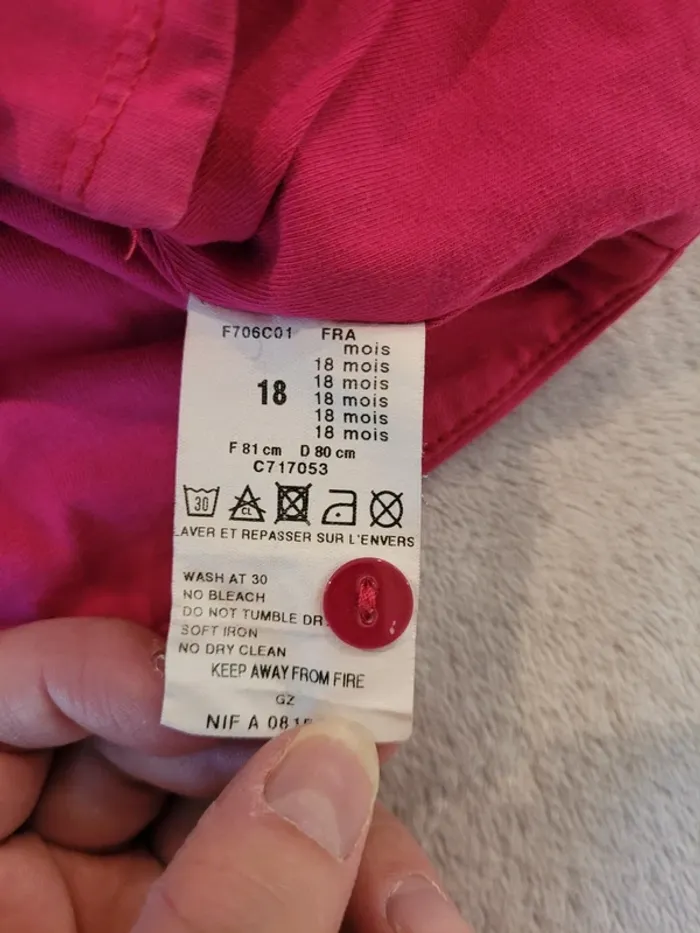 F706C01 FRA
mois
18 mois
18 18 mois
18 mois
18 mois
18 mois
F 81 cm D 80 cm
C717053
30 CL
LAVER ET REPASSER SUR L'ENVERS
WASH AT 30
NO BLEACH
DO NOT TUMBLE
SOFT IRON
NO DRY CLEAN
KEEP AWAY FROM FIRE
GZ
NIF A